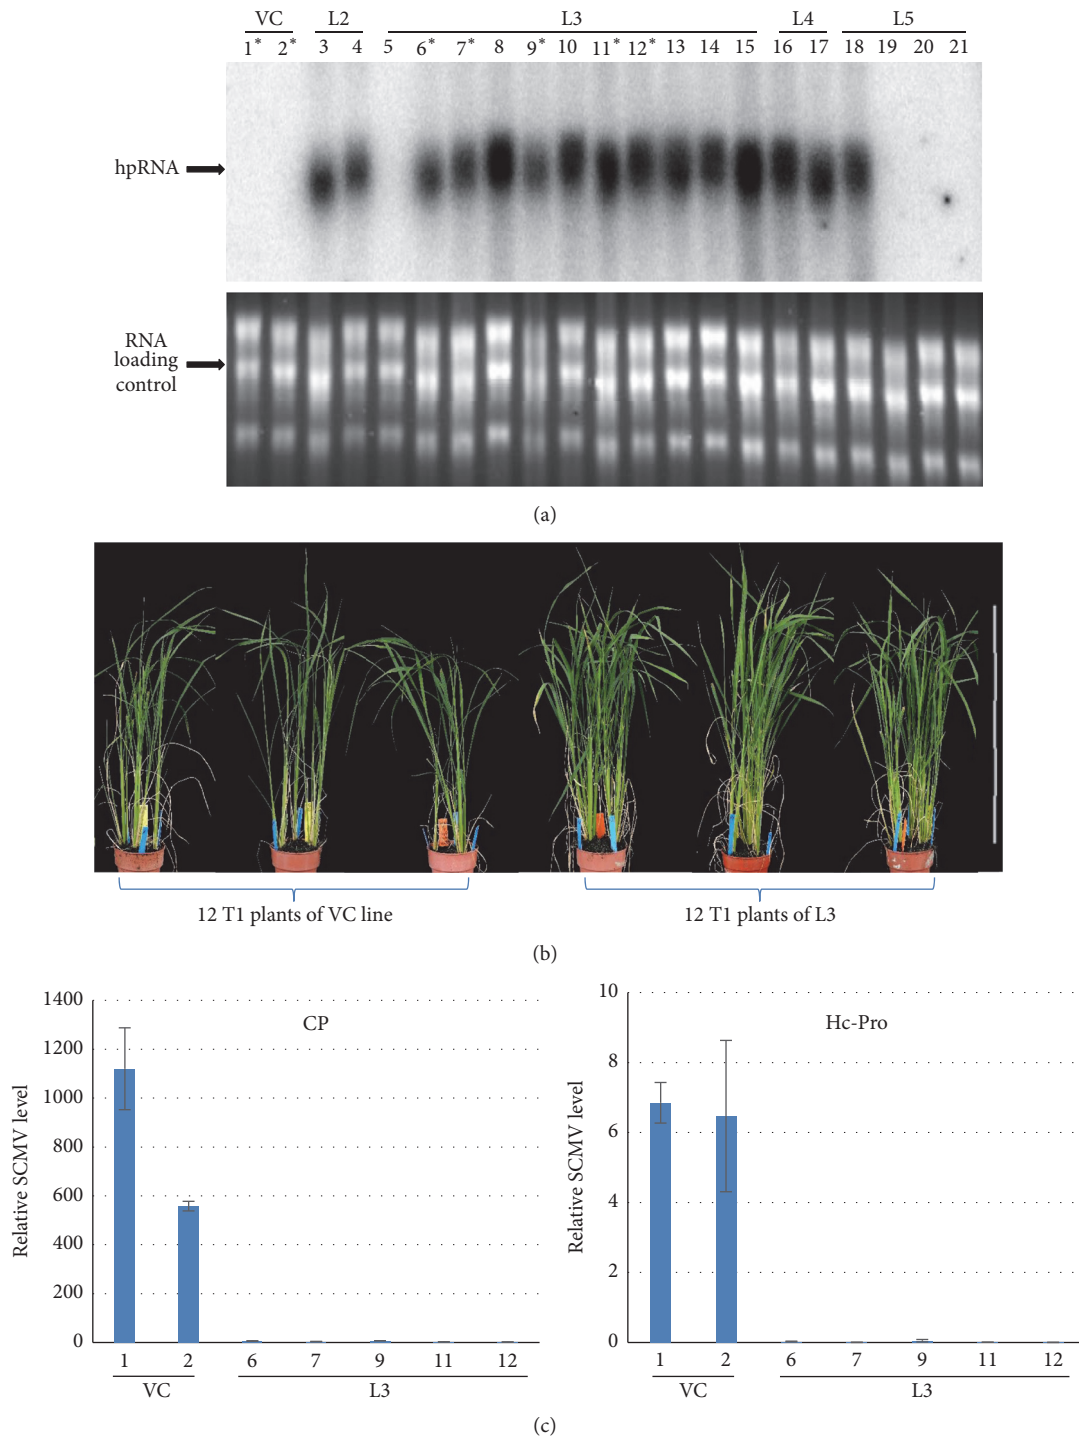 VC L2 L3 L4 L5
1* 2* 3 4 5 6* 7* 8 9* 10 11* 12* 13 14 15 16 17 18 19 20 21
hpRNA
RNA
loading
control
(a)
12 T1 plants of VC line 12 T1 plants of L3
(b)
CP
Relative SCMV level
1400
1200
1000
800
600
400
200
0
1 2 6 7 9 11 12
VC L3
Hc-Pro
Relative SCMV level
10
8
6
4
2
0
1 2 6 7 9 11 12
VC L3
(c)